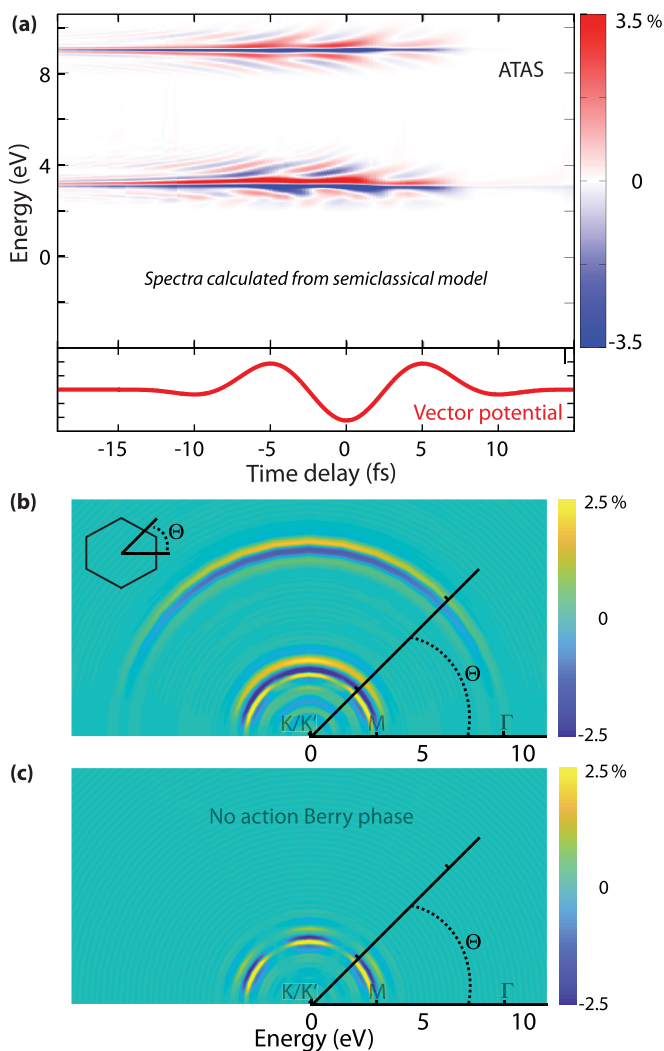 (a)
3.5 %
ATAS
8
4
0
0
Energy (eV)
Spectra calculated from semiclassical model
-3.5
Vector potential
-15 -10 -5 0 5 10
Time delay (fs)
(b)
2.5 %
Θ
0
Θ
K/K' M Γ
-2.5
0 5 10
(c)
2.5 %
No action Berry phase
0
Θ
K/K' M Γ
-2.5
0 5 10
Energy (eV)